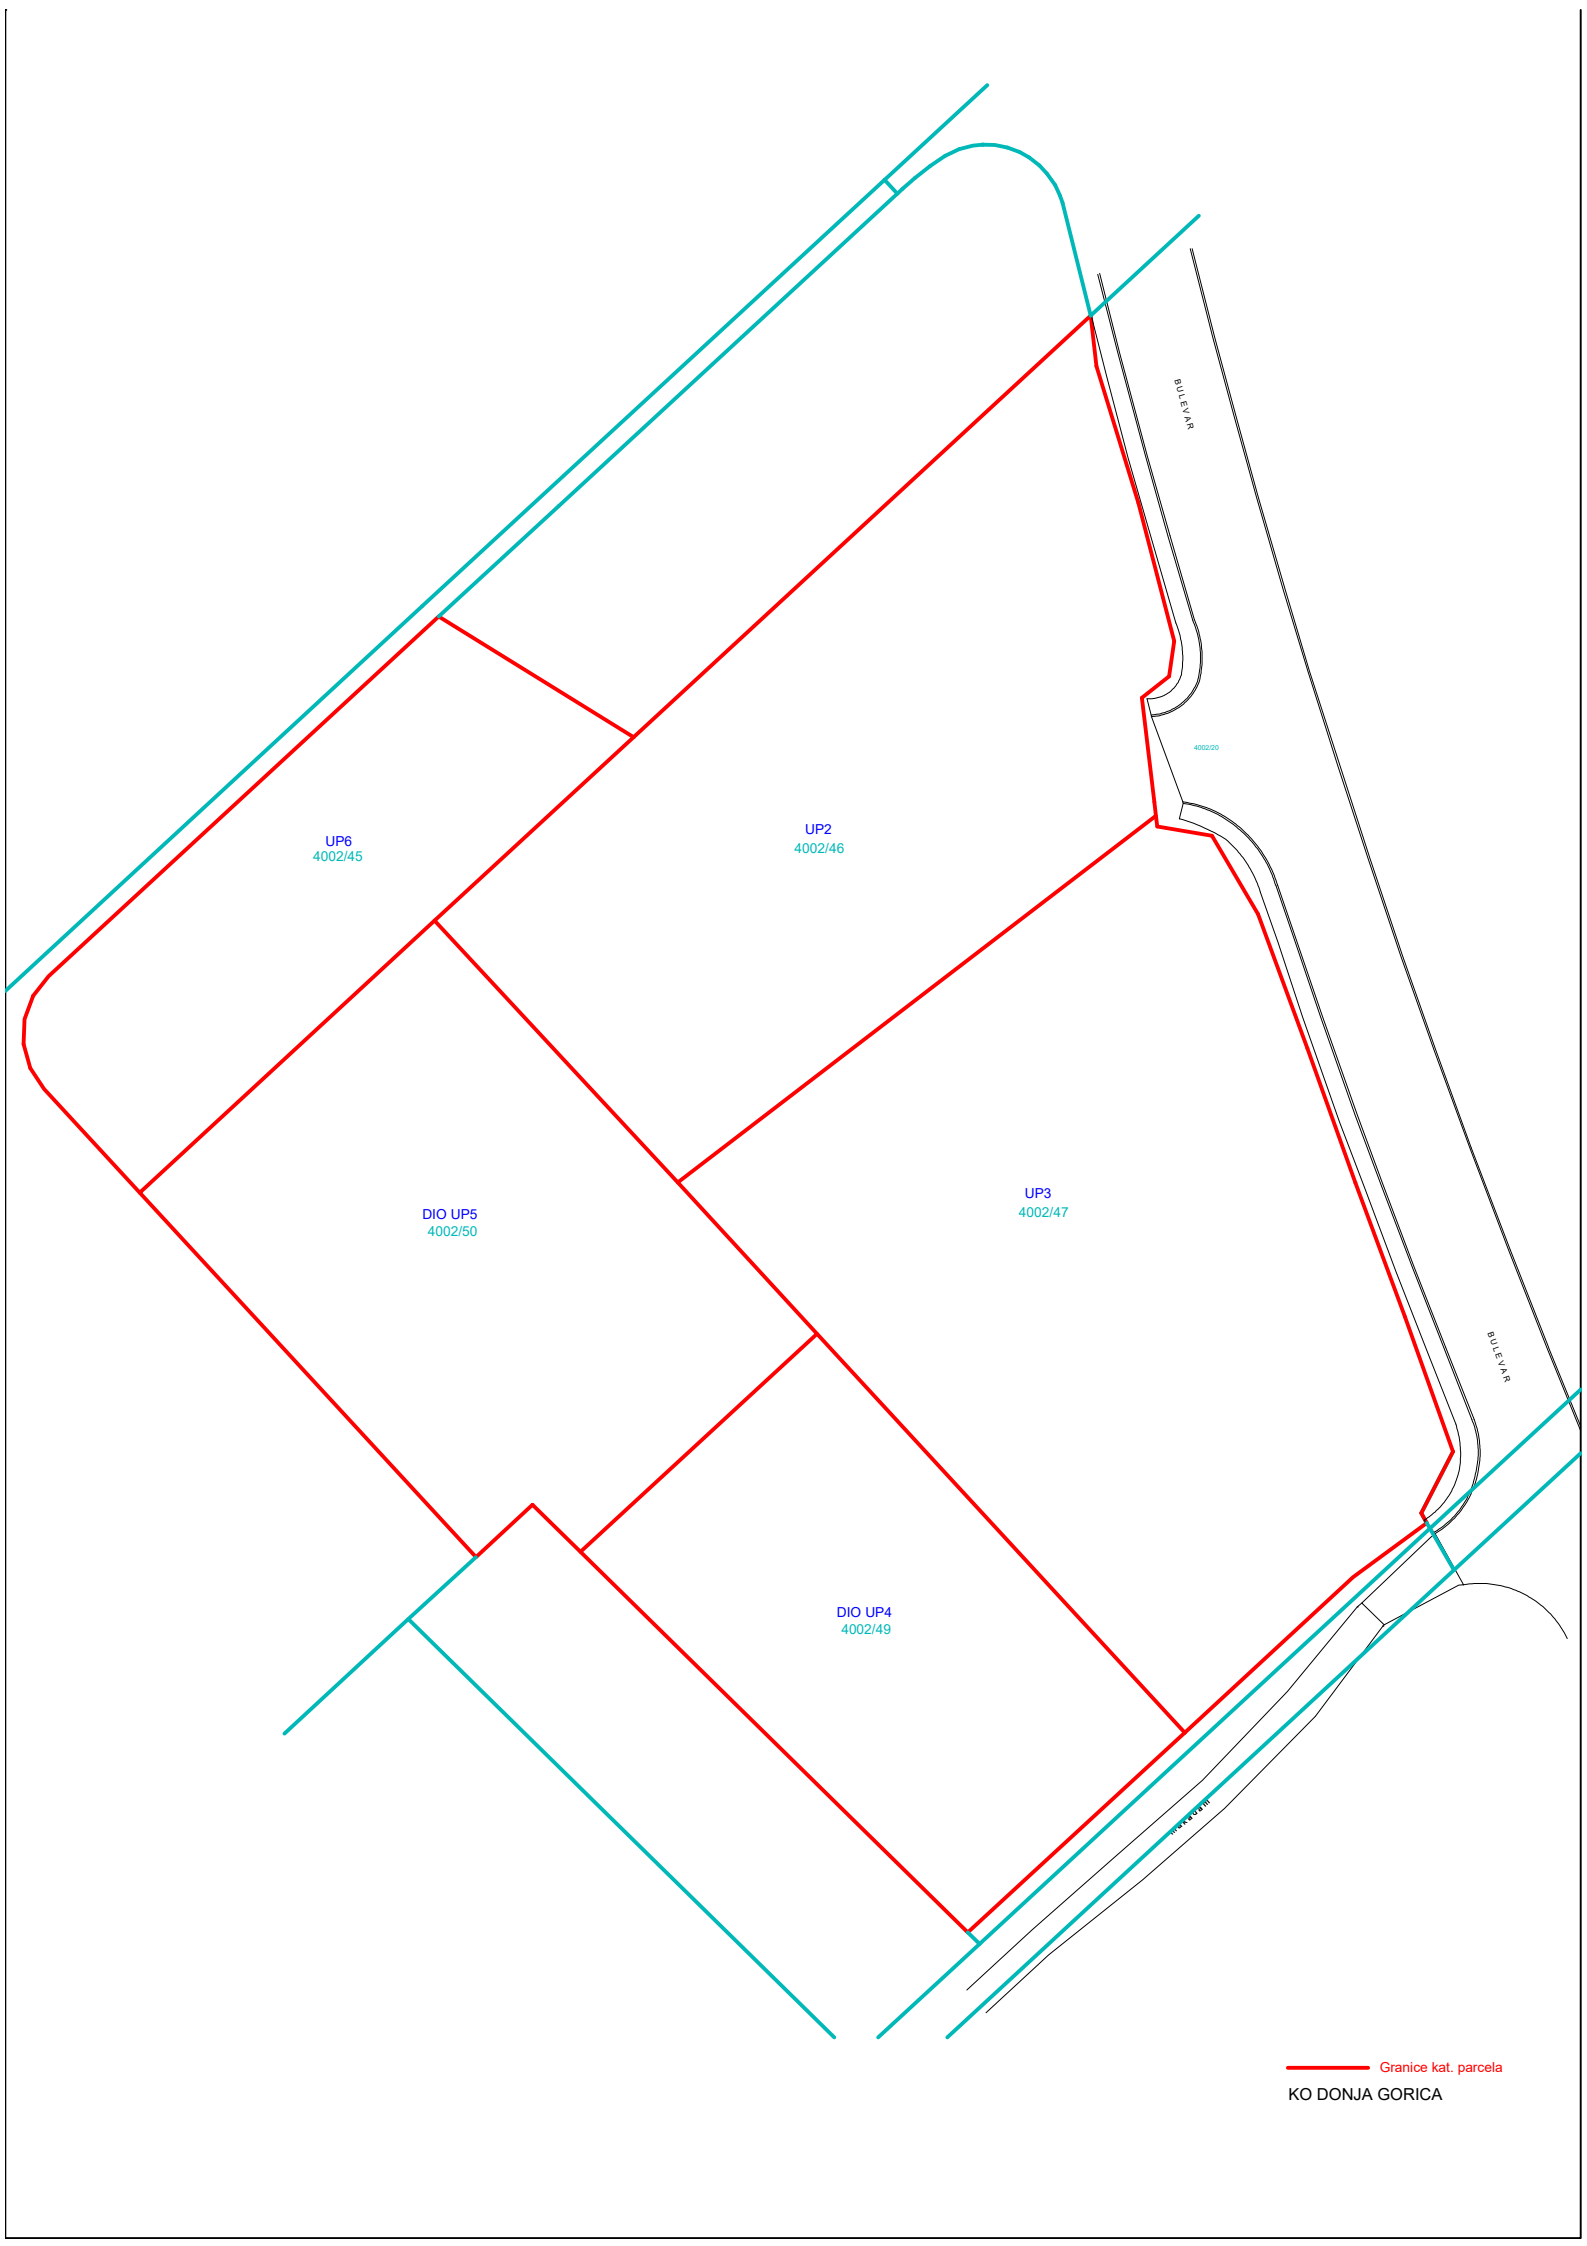 BULEVAR
4002/20
UP2
4002/46
UP6
4002/45
UP3
4002/47
DIO UP5
4002/50
BULEVAR
DIO UP4
4002/49
makadam
Granice kat. parcela
KO DONJA GORICA